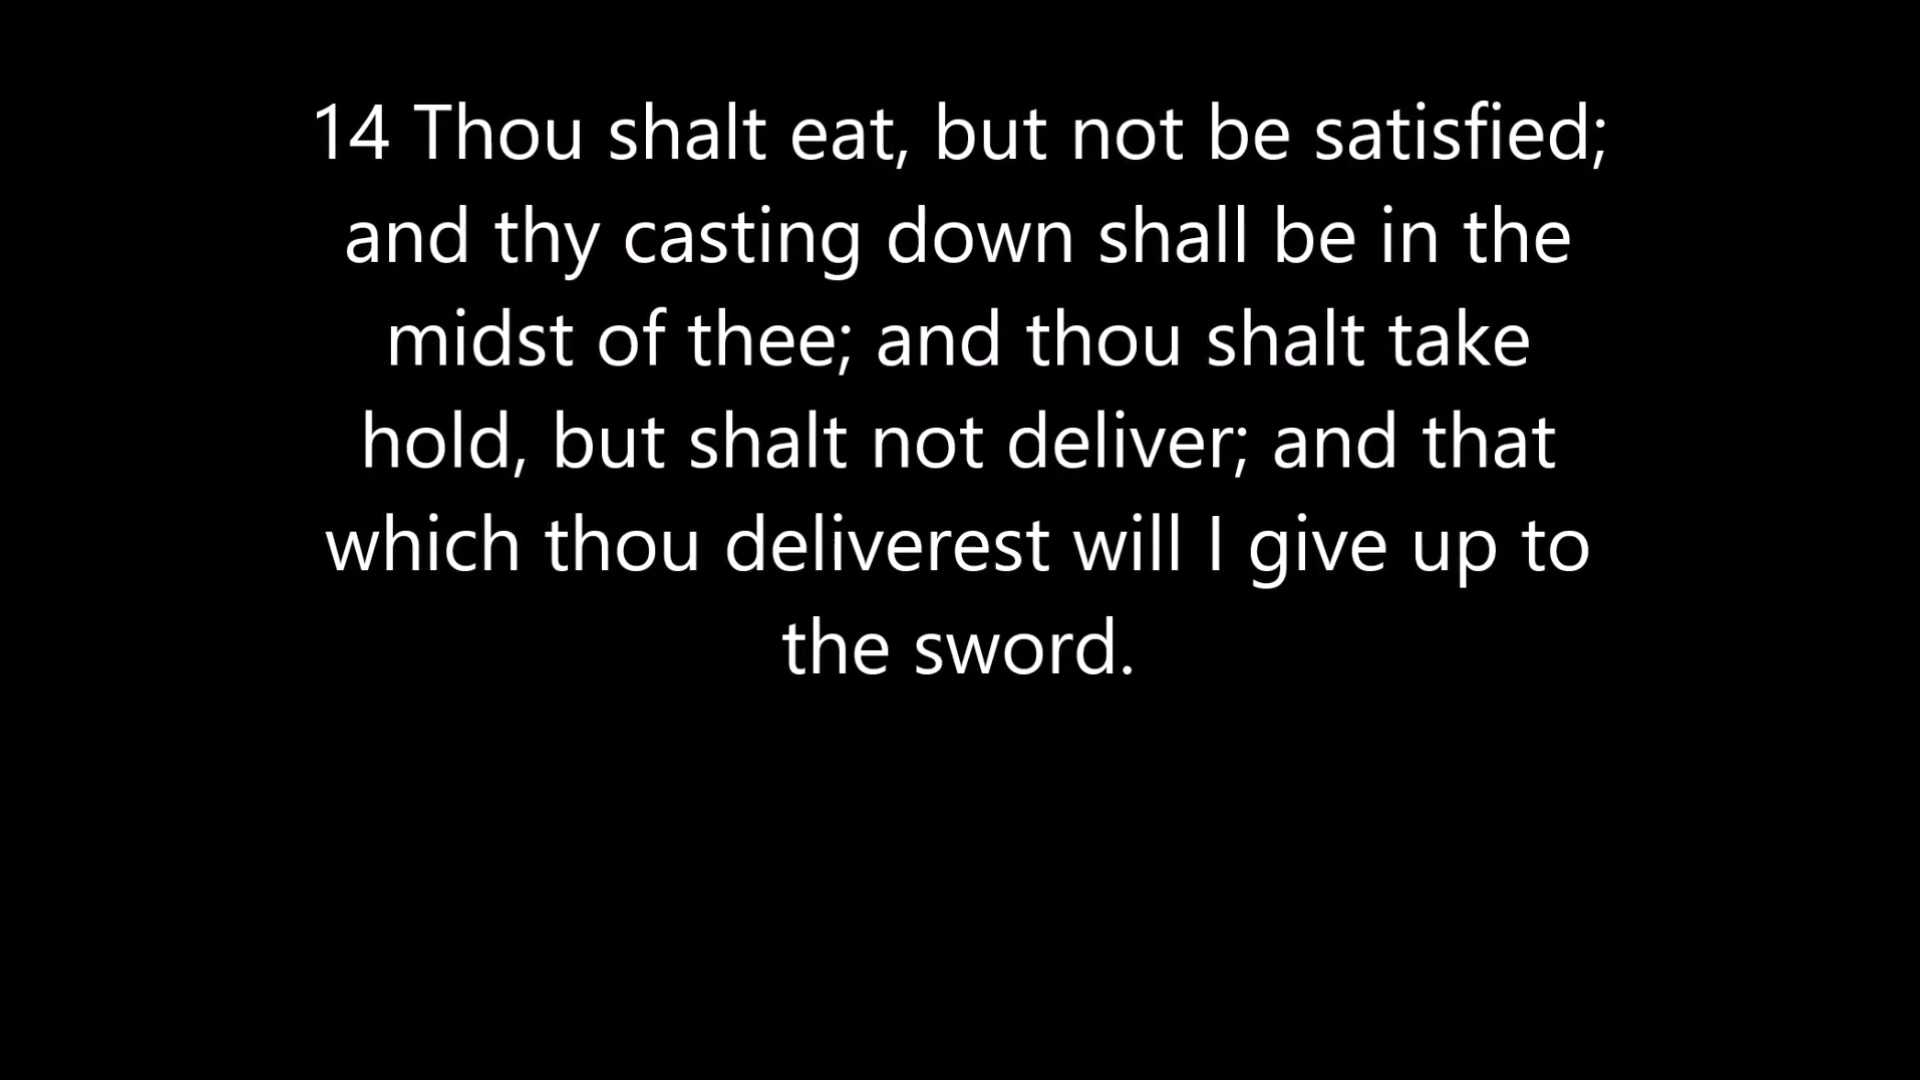 14 Thou shalt eat, but not be satisfied;
and thy casting down shall be in the
midst of thee; and thou shalt take
hold, but shalt not deliver; and that
which thou deliverest will I give up to
the sword.